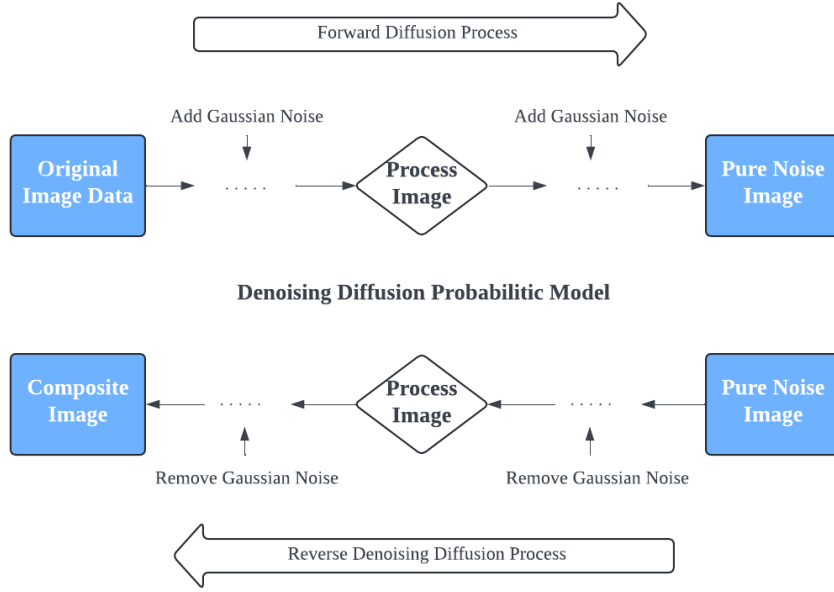 Forward Diffusion Process
Add Gaussian Noise
Add Gaussian Noise
Original
Image Data
. . . . .
Process
Image
. . . . .
Pure Noise
Image
Denoising Diffusion Probabilitic Model
Composite
Image
. . . . .
Process
Image
. . . . .
Pure Noise
Image
Remove Gaussian Noise
Remove Gaussian Noise
Reverse Denoising Diffusion Process